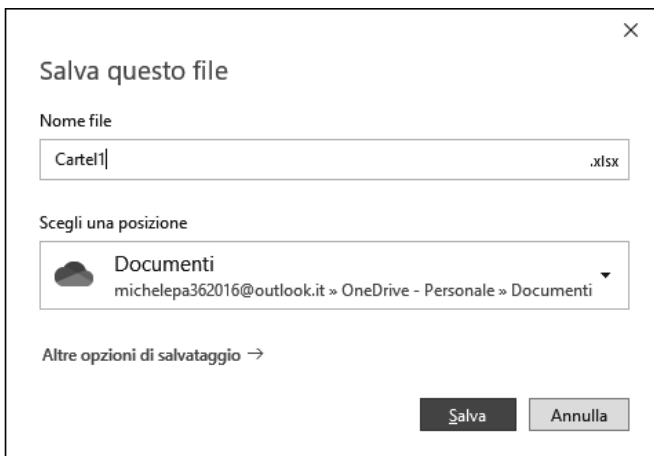 Salva questo file
Nome file
Cartel1 .xlsx
Scegli una posizione
Documenti
michelepa362016@outlook.it » OneDrive - Personale » Documenti
Altre opzioni di salvataggio →
Salva Annulla